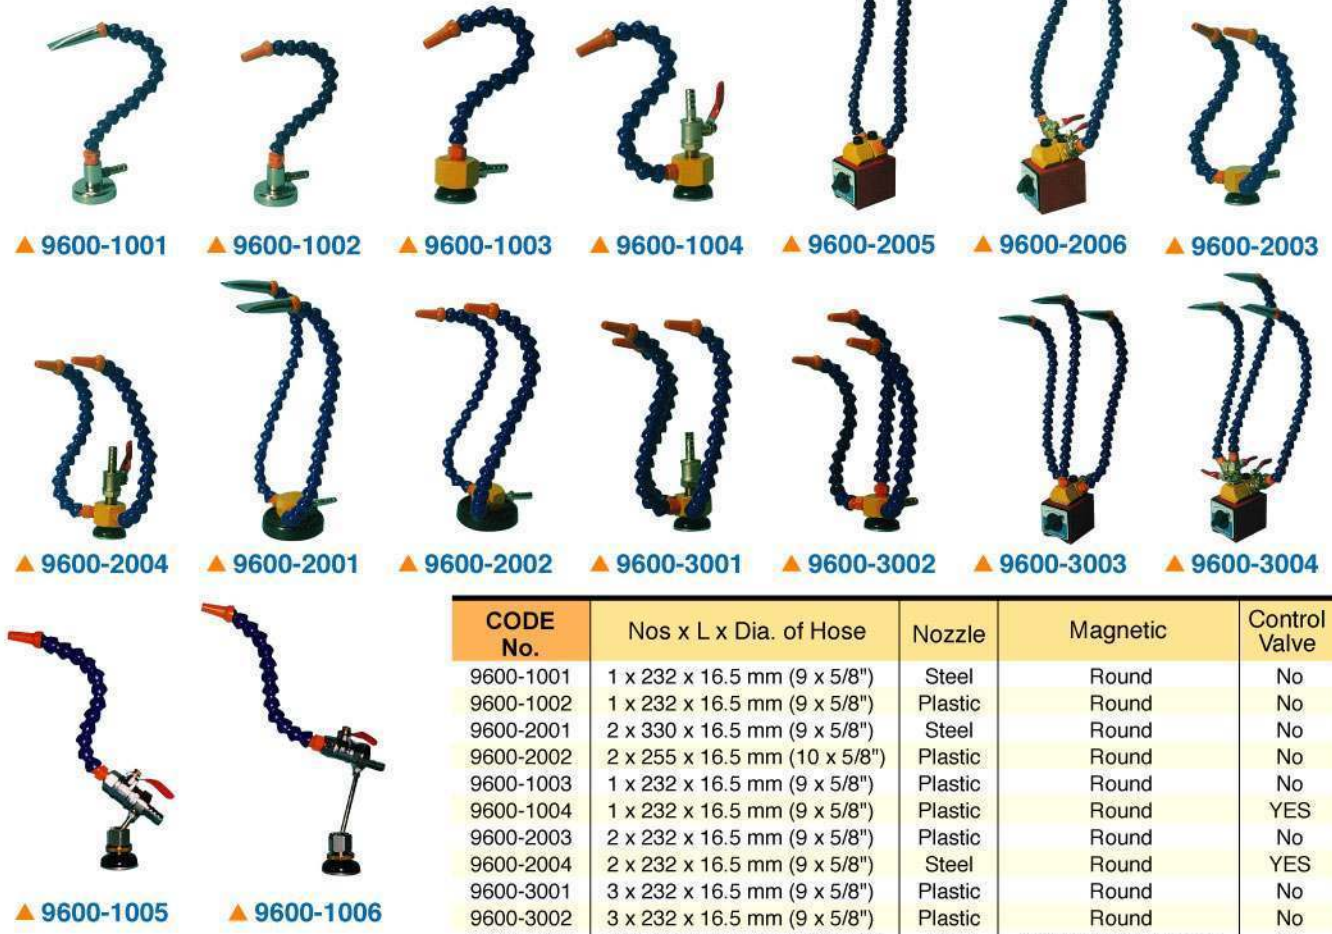 ▲ 9600-1001 ▲ 9600-1002 ▲ 9600-1003 ▲ 9600-1004 ▲ 9600-2005 ▲ 9600-2006 ▲ 9600-2003
▲ 9600-2004 ▲ 9600-2001 ▲ 9600-2002 ▲ 9600-3001 ▲ 9600-3002 ▲ 9600-3003 ▲ 9600-3004
▲ 9600-1005 ▲ 9600-1006
CODE No. Nos x L x Dia. of Hose Nozzle Magnetic Control Valve
9600-1001 1 x 232 x 16.5 mm (9 x 5/8") Steel Round No
9600-1002 1 x 232 x 16.5 mm (9 x 5/8") Plastic Round No
9600-2001 2 x 330 x 16.5 mm (9 x 5/8") Steel Round No
9600-2002 2 x 255 x 16.5 mm (10 x 5/8") Plastic Round No
9600-1003 1 x 232 x 16.5 mm (9 x 5/8") Plastic Round No
9600-1004 1 x 232 x 16.5 mm (9 x 5/8") Plastic Round YES
9600-2003 2 x 232 x 16.5 mm (9 x 5/8") Plastic Round No
9600-2004 2 x 232 x 16.5 mm (9 x 5/8") Steel Round YES
9600-3001 3 x 232 x 16.5 mm (9 x 5/8") Plastic Round No
9600-3002 3 x 232 x 16.5 mm (9 x 5/8") Plastic Round No